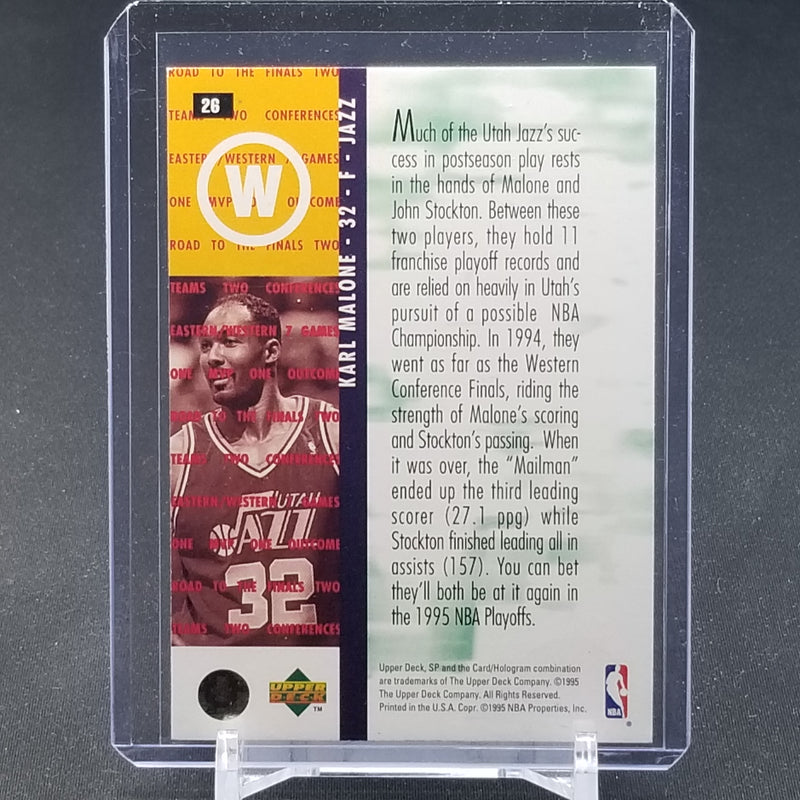 ROAD TO THE FINALS TWO
26
TEAM TWO CONFERENCES
EASTER /WESTERN 7 GAMES
W
ONE MVP O OUTCOME
ROAD TO THE FINALS TWO
TEAMS TWO CONFERENCES
EASTERN/WESTERN 7 GAMES
ONE MVP ONE OUTCOME
ROAD TO THE FINALS TWO
TEAMS TWO CONFERENCES
EASTERN/WESTERN GAMES
ONE MVP ONE OUTCOME
ROAD TO THE FINALS TWO
TEAMS TWO CONFERENCES
UTAH
JAZZ
32
KARL MALONE - 32 - F - JAZZ
Much of the Utah Jazz's suc-
cess in postseason play rests
in the hands of Malone and
John Stockton. Between these
two players, they hold 11
franchise playoff records and
are relied on heavily in Utah's
pursuit of a possible NBA
Championship. In 1994, they
went as far as the Western
Conference Finals, riding the
strength of Malone's scoring
and Stockton's passing. When
it was over, the "Mailman"
ended up the third leading
scorer (27.1 ppg) while
Stockton finished leading all in
assists (157). You can bet
they'll both be at it again in
the 1995 NBA Playoffs.
UPPER
DECK
TM
Upper Deck, SP and the Card/Hologram combination
are trademarks of The Upper Deck Company. ©1995
The Upper Deck Company. All Rights Reserved.
Printed in the U.S.A. Copr. ©1995 NBA Properties, Inc.
NBA
®